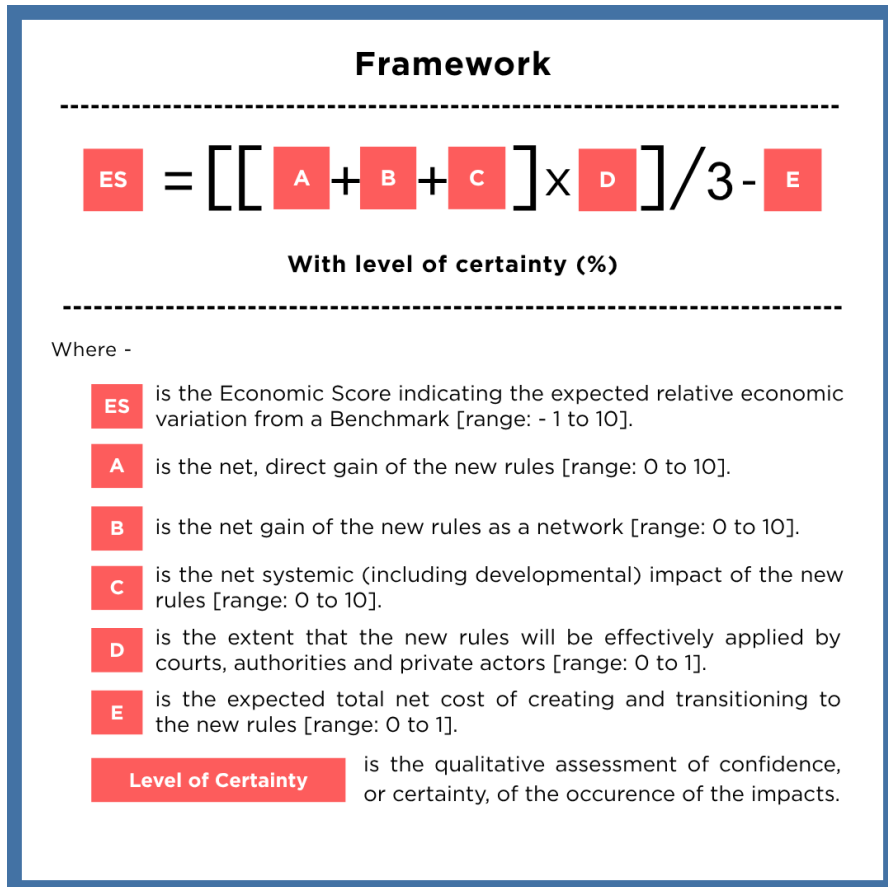 Framework
ES = [[ A + B + C ] x D ]/3 - E
With level of certainty (%)
Where -
ES is the Economic Score indicating the expected relative economic
variation from a Benchmark [range: - 1 to 10].
A is the net, direct gain of the new rules [range: 0 to 10].
B is the net gain of the new rules as a network [range: 0 to 10].
C is the net systemic (including developmental) impact of the new
rules [range: 0 to 10].
D is the extent that the new rules will be effectively applied by
courts, authorities and private actors [range: 0 to 1].
E is the expected total net cost of creating and transitioning to
the new rules [range: 0 to 1].
Level of Certainty is the qualitative assessment of confidence,
or certainty, of the occurence of the impacts.